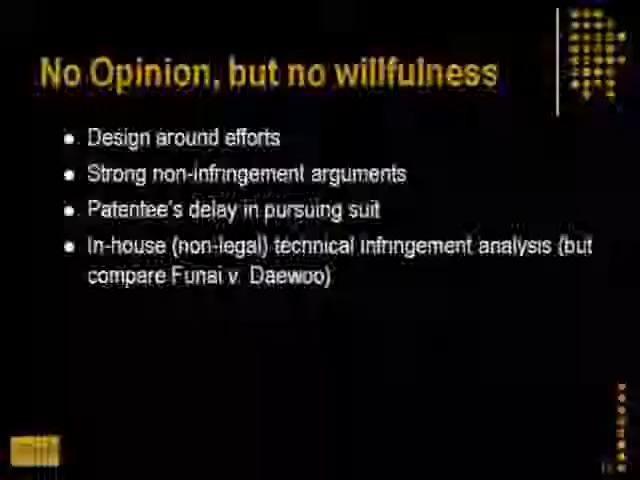 No Opinion, but no willfulness
● Design around efforts
● Strong non-infringement arguments
● Patentee's delay in pursuing suit
● In-house (non-legal) technical infringement analysis (but
compare Funai v. Daewoo)